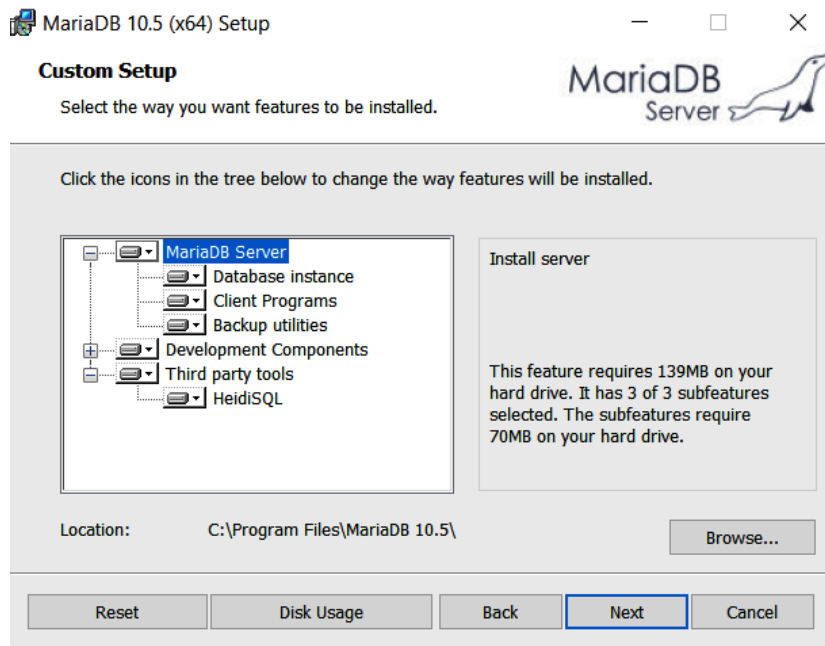 MariaDB 10.5 (x64) Setup
Custom Setup
Select the way you want features to be installed.
MariaDB
Server
Click the icons in the tree below to change the way features will be installed.
MariaDB Server
Database instance
Client Programs
Backup utilities
Development Components
Third party tools
HeidiSQL
Install server
This feature requires 139MB on your
hard drive. It has 3 of 3 subfeatures
selected. The subfeatures require
70MB on your hard drive.
Location: C:\Program Files\MariaDB 10.5\
Browse...
Reset Disk Usage Back Next Cancel